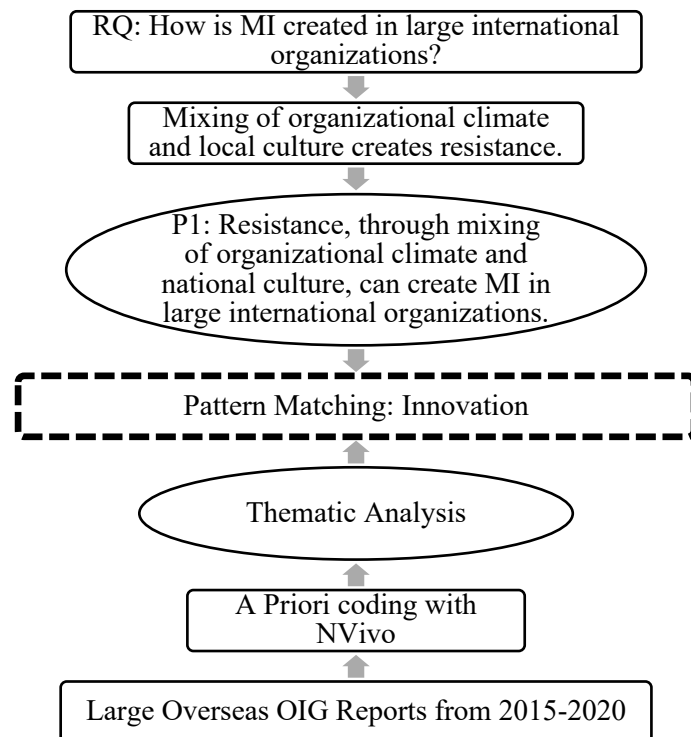 RQ: How is MI created in large international
organizations?
Mixing of organizational climate
and local culture creates resistance.
P1: Resistance, through mixing
of organizational climate and
national culture, can create MI in
large international organizations.
Pattern Matching: Innovation
Thematic Analysis
A Priori coding with
NVivo
Large Overseas OIG Reports from 2015-2020